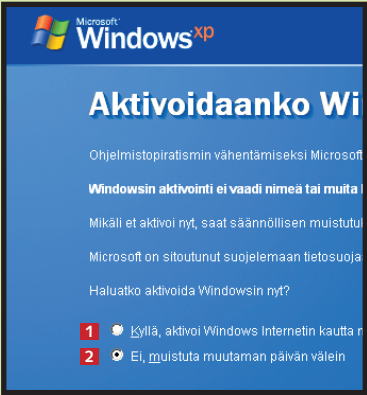 Microsoft
Windows xp
Aktivoidaanko Wi
Ohjelmistopiratismin vähentämiseksi Microsoft
Windowsin aktivointi ei vaadi nimeä tai muita
Mikäli et aktivoi nyt, saat säännöllisen muistutu
Microsoft on sitoutunut suojelemaan tietosuoja
Haluatko aktivoida Windowsin nyt?
1 Kyllä, aktivoi Windows Internetin kautta n
2 Ei, muistuta muutaman päivän välein